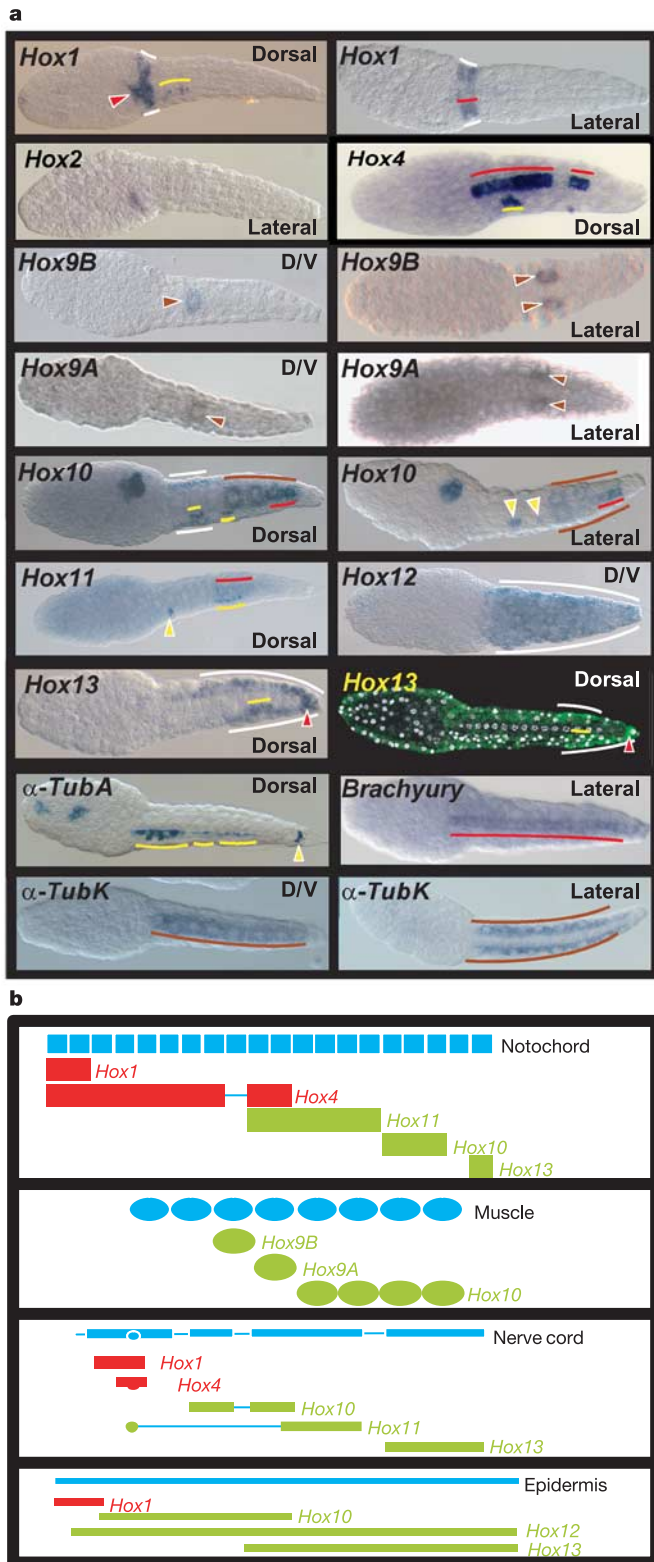 a
Hox1 Dorsal
Hox1 Lateral
Hox2 Lateral
Hox4 Dorsal
Hox9B D/V
Hox9B Lateral
Hox9A D/V
Hox9A Lateral
Hox10 Dorsal
Hox10 Lateral
Hox11 Dorsal
Hox12 D/V
Hox13 Dorsal
Hox13 Dorsal
α-TubA Dorsal
Brachyury Lateral
α-TubK D/V
α-TubK Lateral
b
Notochord
Hox1
Hox4
Hox11
Hox10
Hox13
Muscle
Hox9B
Hox9A
Hox10
Nerve cord
Hox1
Hox4
Hox10
Hox11
Hox13
Epidermis
Hox1
Hox10
Hox12
Hox13